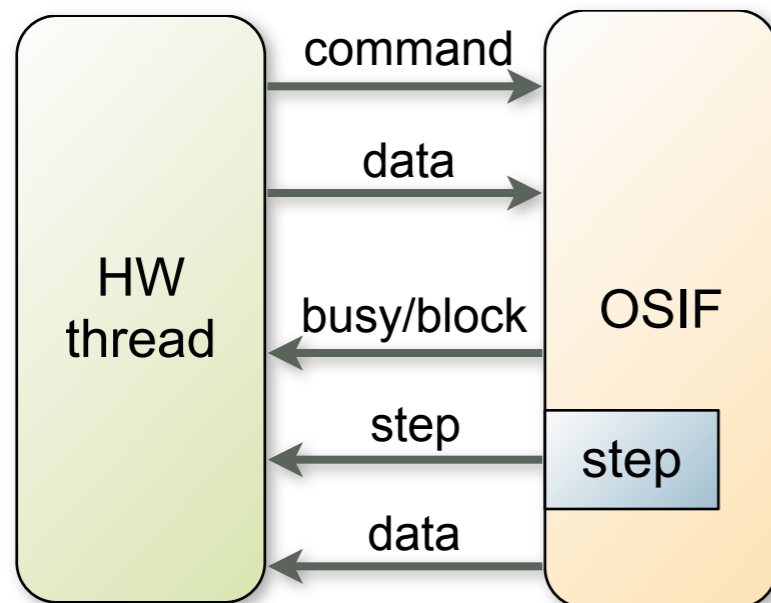 command
data
HW
thread
busy/block
OSIF
step
step
data